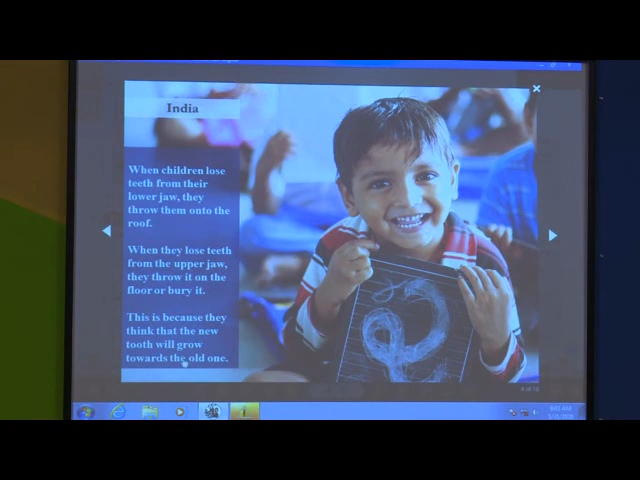 India
When children lose
teeth from their
lower jaw, they
throw them onto the
roof.
When they lose teeth
from the upper jaw,
they throw it on the
floor or bury it.
This is because they
think that the new
tooth will grow
towards the old one.